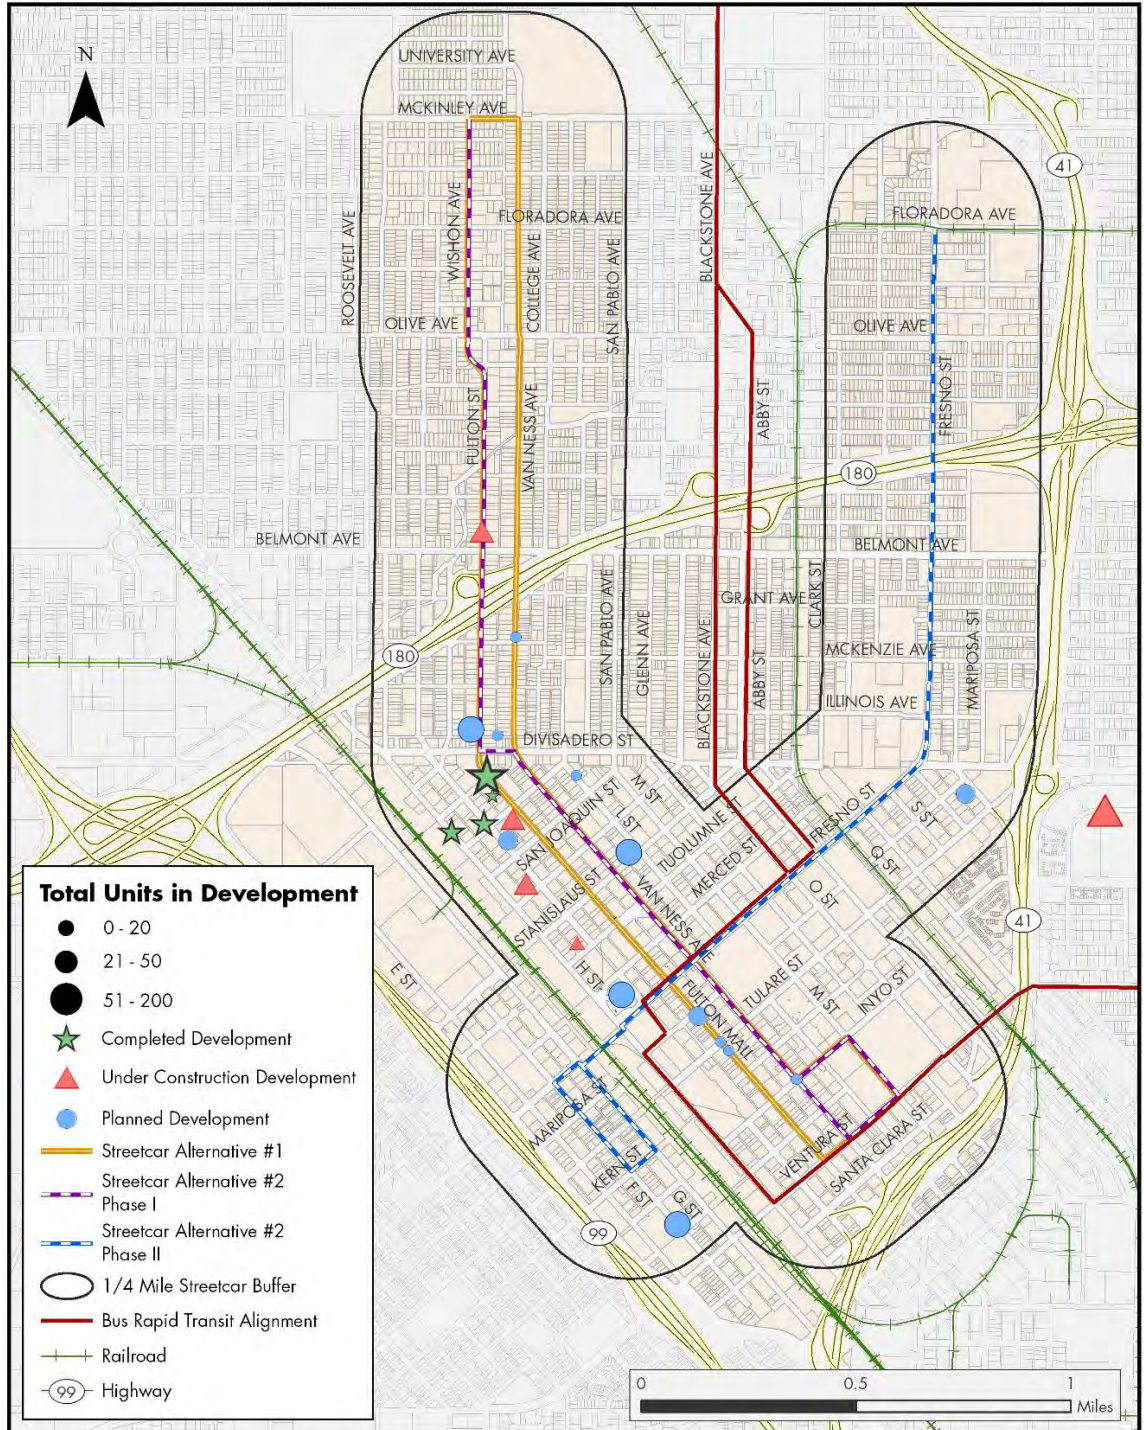 N
UNIVERSITY AVE
MCKINLEY AVE
41
ROOSEVELT AVE
WISHON AVE
FLORADORA AVE
COLLEGE AVE
SAN PABLO AVE
BLACKSTONE AVE
FLORADORA AVE
OLIVE AVE
OLIVE AVE
FULTON ST
VAN NESS AVE
ABBY ST
FRESNO ST
180
BELMONT AVE
BELMONT AVE
SAN PABLO AVE
GLENN AVE
GRANT AVE
CLARK ST
180
MCKENZIE AVE
MARIPOSA ST
BLACKSTONE AVE
ABBY ST
ILLINOIS AVE
DIVISADERO ST
M ST
L ST
SAN JOAQUIN ST
TUOLUMNE ST
FRESNO ST
S ST
MERCED ST
Q ST
STANISLAUS ST
VAN NESS AVE
O ST
41
E ST
H ST
TULARE ST
M ST
INYO ST
FULTON MALL
MARIPOSA ST
KERN ST
VENTURA ST
SANTA CLARA ST
F ST
G ST
99
Total Units in Development
0 - 20
21 - 50
51 - 200
Completed Development
Under Construction Development
Planned Development
Streetcar Alternative #1
Streetcar Alternative #2
Phase I
Streetcar Alternative #2
Phase II
1/4 Mile Streetcar Buffer
Bus Rapid Transit Alignment
Railroad
99 Highway
0 0.5 1
Miles